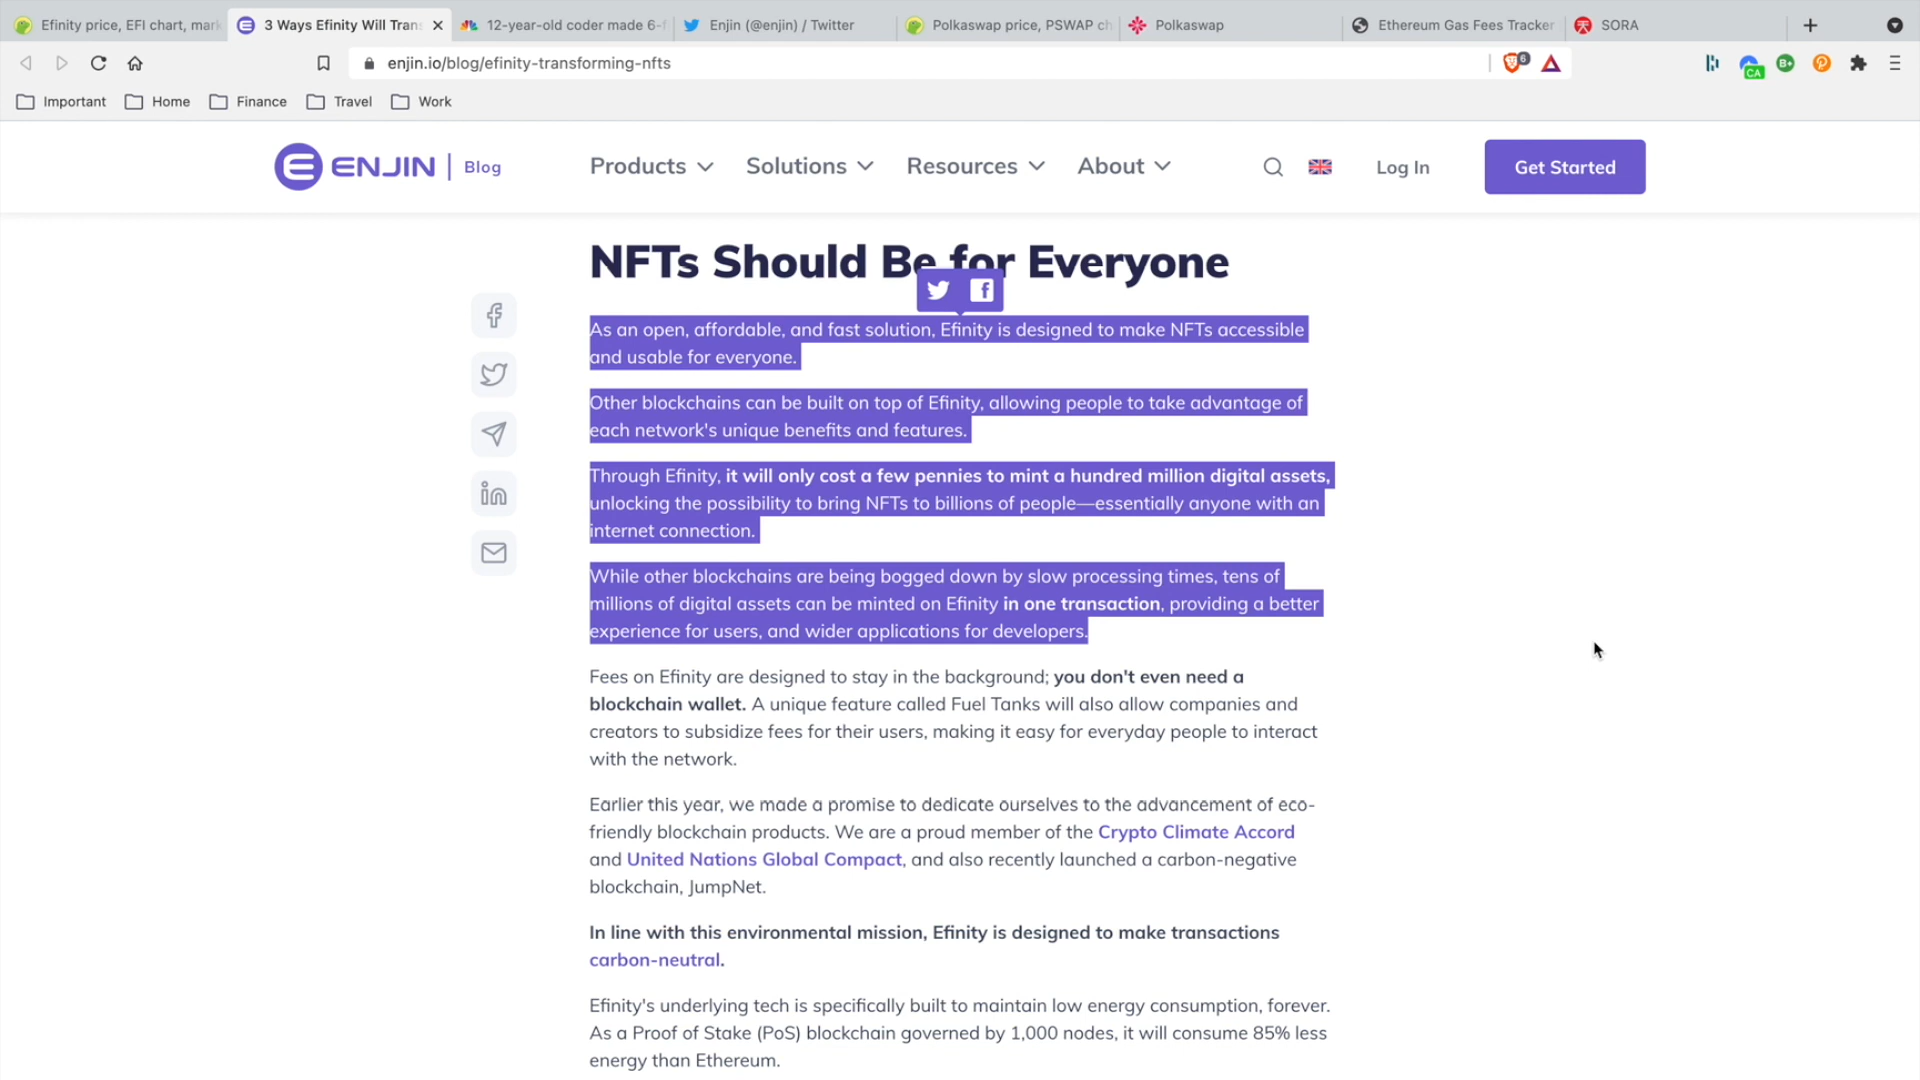 Efinity price, EFI chart, mark
3 Ways Efinity Will Trans
12-year-old coder made 6-f
Enjin (@enjin) / Twitter
Polkaswap price, PSWAP ch
Polkaswap
Ethereum Gas Fees Tracker
SORA
enjin.io/blog/efinity-transforming-nfts
6
CA
B+
Important
Home
Finance
Travel
Work
ENJIN
Blog
Products
Solutions
Resources
About
Log In
Get Started
NFTs Should Be for Everyone
As an open, affordable, and fast solution, Efinity is designed to make NFTs accessible
and usable for everyone.
Other blockchains can be built on top of Efinity, allowing people to take advantage of
each network's unique benefits and features.
Through Efinity, it will only cost a few pennies to mint a hundred million digital assets,
unlocking the possibility to bring NFTs to billions of people—essentially anyone with an
internet connection.
While other blockchains are being bogged down by slow processing times, tens of
millions of digital assets can be minted on Efinity in one transaction, providing a better
experience for users, and wider applications for developers.
Fees on Efinity are designed to stay in the background; you don't even need a
blockchain wallet. A unique feature called Fuel Tanks will also allow companies and
creators to subsidize fees for their users, making it easy for everyday people to interact
with the network.
Earlier this year, we made a promise to dedicate ourselves to the advancement of eco-
friendly blockchain products. We are a proud member of the Crypto Climate Accord
and United Nations Global Compact, and also recently launched a carbon-negative
blockchain, JumpNet.
In line with this environmental mission, Efinity is designed to make transactions
carbon-neutral.
Efinity's underlying tech is specifically built to maintain low energy consumption, forever.
As a Proof of Stake (PoS) blockchain governed by 1,000 nodes, it will consume 85% less
energy than Ethereum.